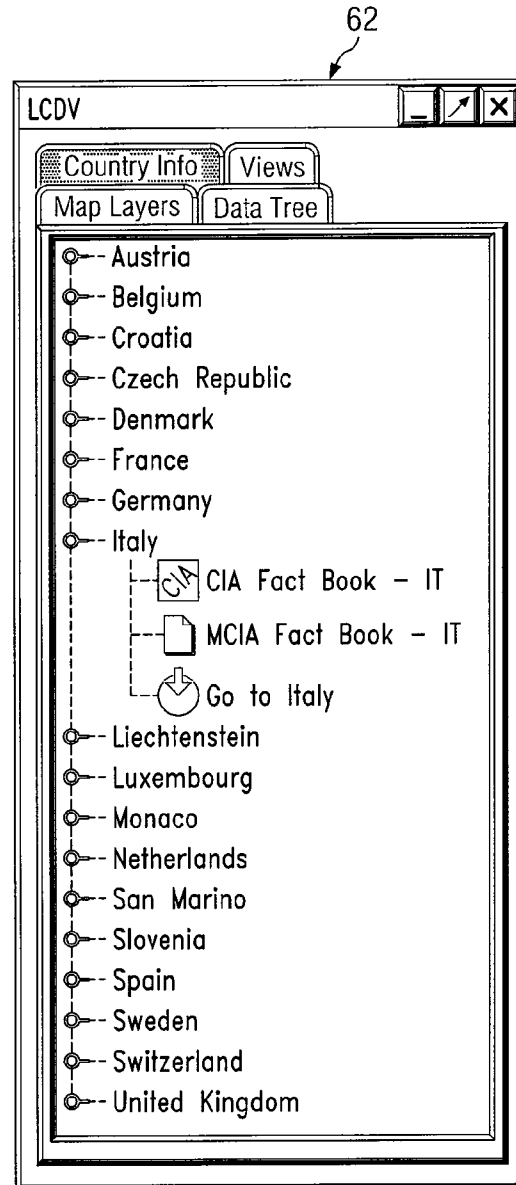 62
LCDV
Country Info Views
Map Layers Data Tree
Austria
Belgium
Croatia
Czech Republic
Denmark
France
Germany
Italy
CIA CIA Fact Book - IT
MCIA Fact Book - IT
Go to Italy
Liechtenstein
Luxembourg
Monaco
Netherlands
San Marino
Slovenia
Spain
Sweden
Switzerland
United Kingdom